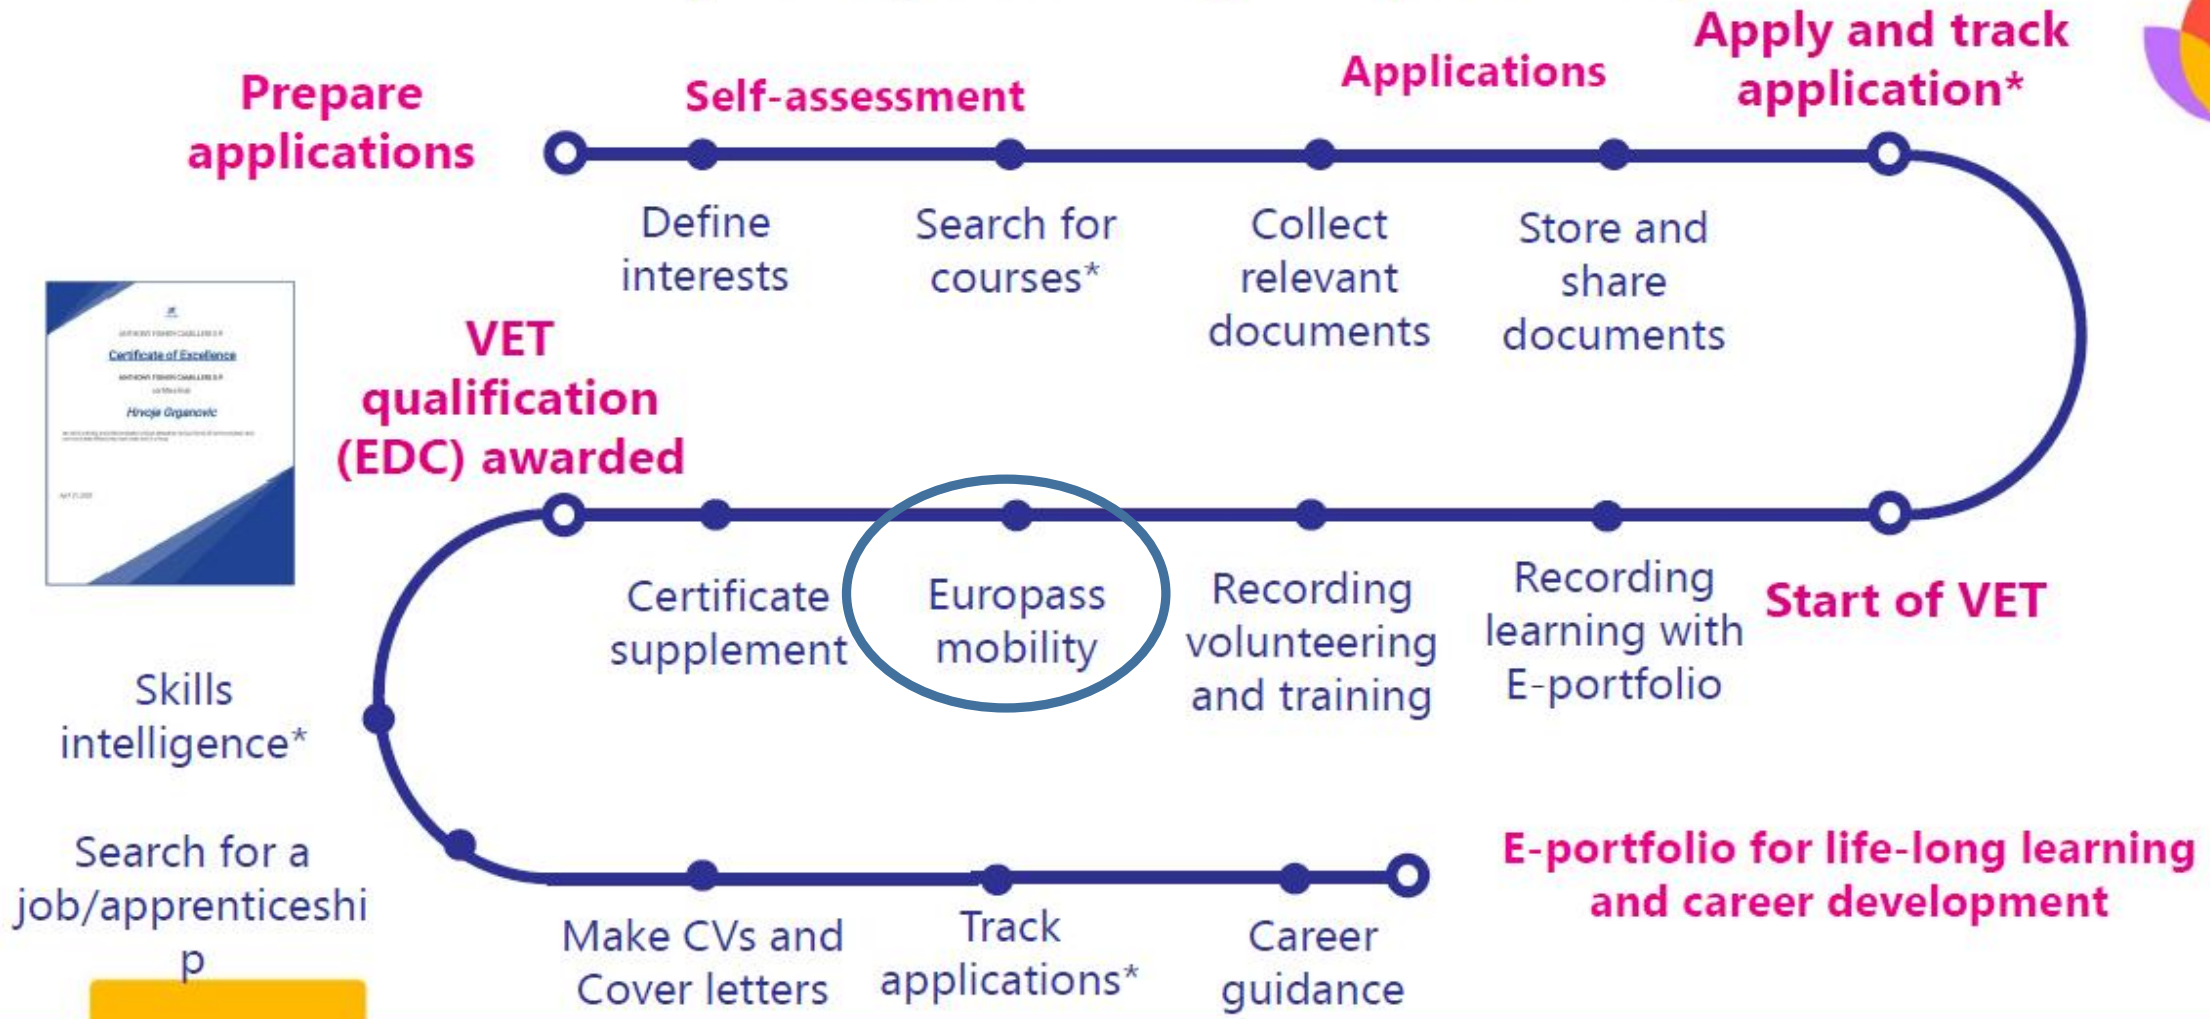 Prepare
applications
Self-assessment
Applications
Apply and track
application*
Define
interests
Search for
courses*
Collect
relevant
documents
Store and
share
documents
Certificate of Excellence
Hrvoje Grganovic
VET
qualification
(EDC) awarded
Certificate
supplement
Europass
mobility
Recording
volunteering
and training
Recording
learning with
E-portfolio
Start of VET
Skills
intelligence*
Search for a
job/apprenticeshi
p
Make CVs and
Cover letters
Track
applications*
Career
guidance
E-portfolio for life-long learning
and career development